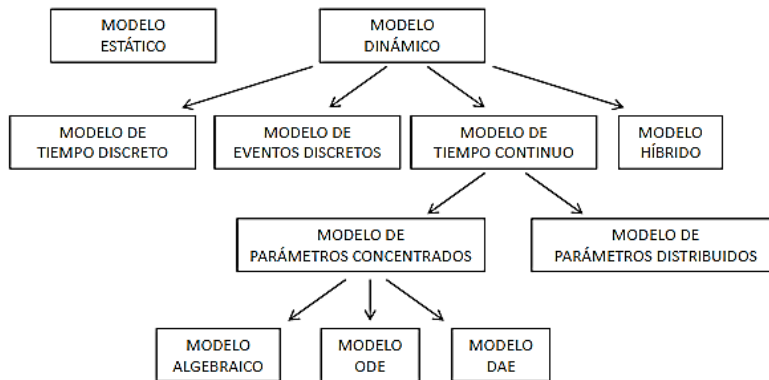 MODELO
ESTÁTICO
MODELO
DINÁMICO
MODELO DE
TIEMPO DISCRETO
MODELO DE
EVENTOS DISCRETOS
MODELO DE
TIEMPO CONTINUO
MODELO
HÍBRIDO
MODELO DE
PARÁMETROS CONCENTRADOS
MODELO DE
PARÁMETROS DISTRIBUIDOS
MODELO
ALGEBRAICO
MODELO
ODE
MODELO
DAE